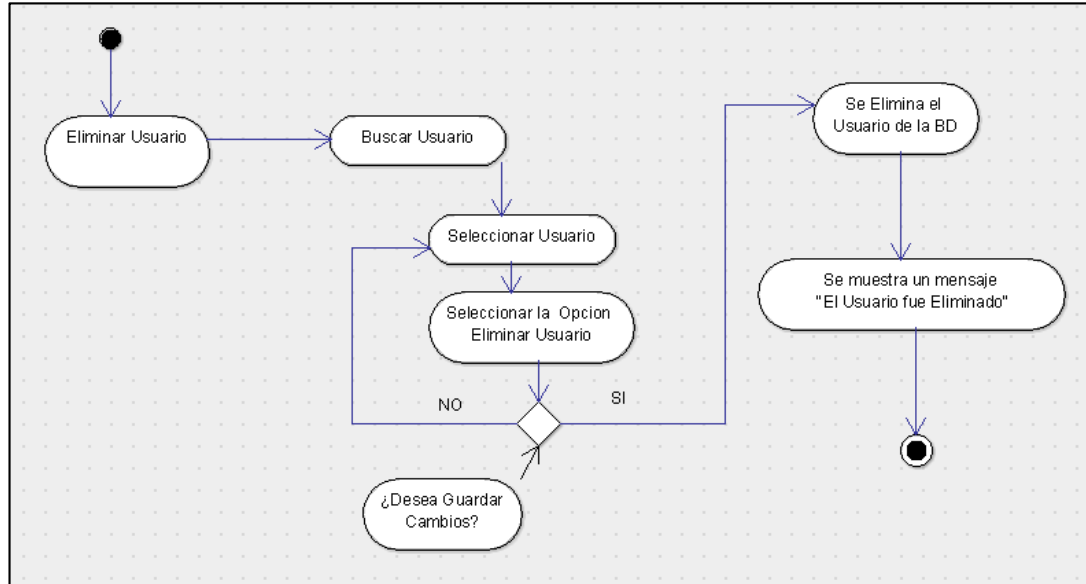 Eliminar Usuario
Buscar Usuario
Seleccionar Usuario
Seleccionar la Opcion
Eliminar Usuario
NO
SI
¿Desea Guardar
Cambios?
Se Elimina el
Usuario de la BD
Se muestra un mensaje
"El Usuario fue Eliminado"